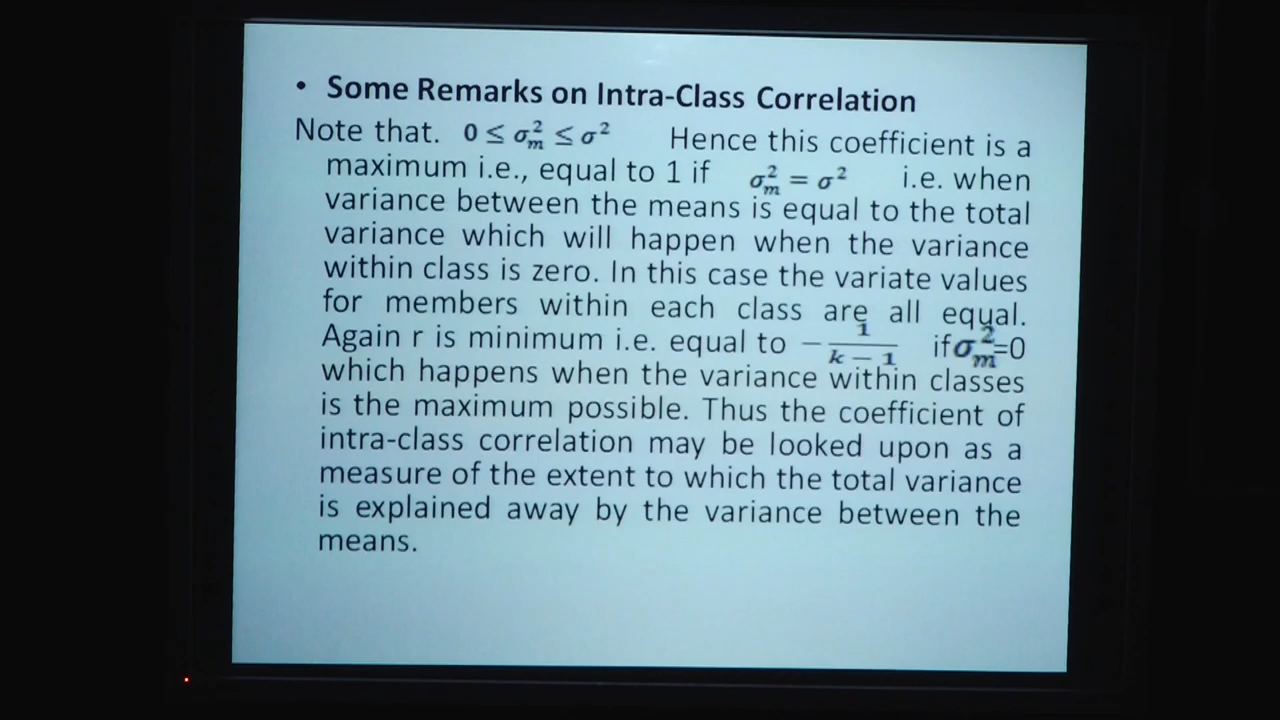 • Some Remarks on Intra-Class Correlation
Note that. 0 ≤ σ²ₘ ≤ σ² Hence this coefficient is a
maximum i.e., equal to 1 if σ²ₘ = σ² i.e. when
variance between the means is equal to the total
variance which will happen when the variance
within class is zero. In this case the variate values
for members within each class are all equal.
Again r is minimum i.e. equal to − 1/(k − 1) if σ²ₘ=0
which happens when the variance within classes
is the maximum possible. Thus the coefficient of
intra-class correlation may be looked upon as a
measure of the extent to which the total variance
is explained away by the variance between the
means.